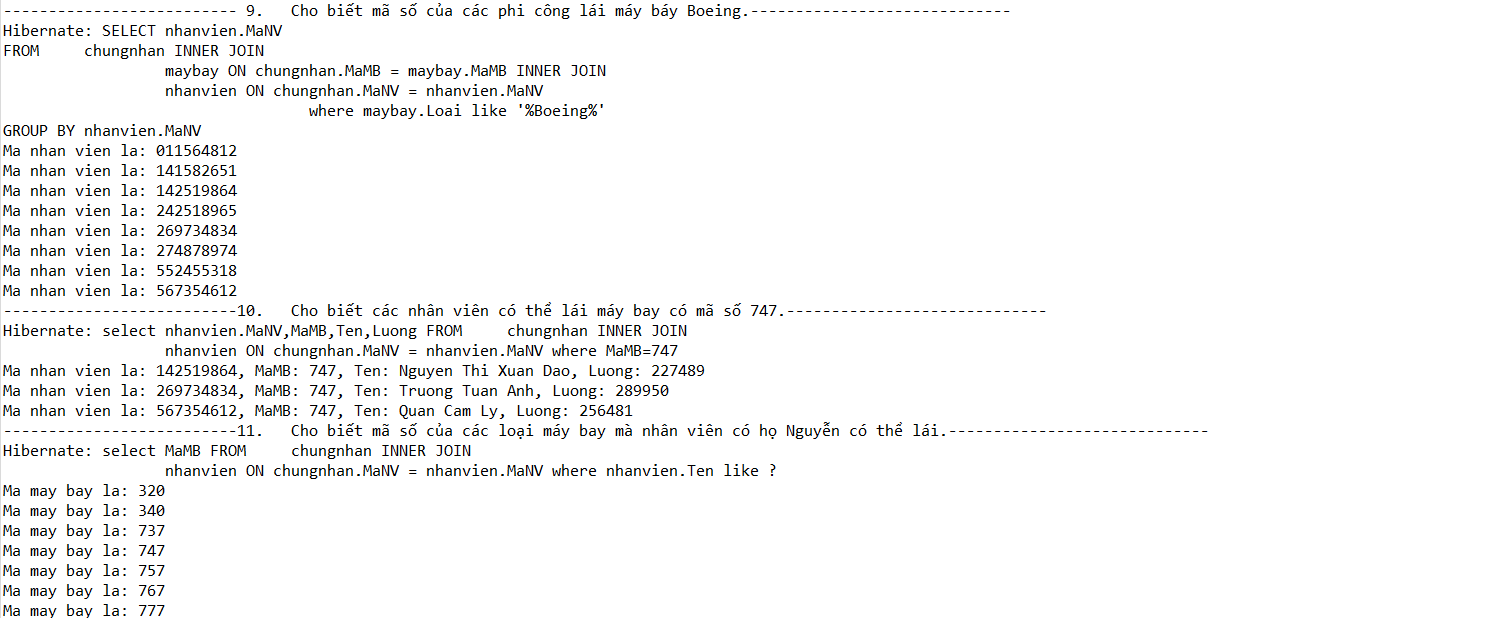 -------------------------- 9.   Cho biết mã số của các phi công lái máy báy Boeing.-----------------------------
Hibernate: SELECT nhanvien.MaNV
FROM     chungnhan INNER JOIN
                  maybay ON chungnhan.MaMB = maybay.MaMB INNER JOIN
                  nhanvien ON chungnhan.MaNV = nhanvien.MaNV
                                  where maybay.Loai like '%Boeing%'
GROUP BY nhanvien.MaNV
Ma nhan vien la: 011564812
Ma nhan vien la: 141582651
Ma nhan vien la: 142519864
Ma nhan vien la: 242518965
Ma nhan vien la: 269734834
Ma nhan vien la: 274878974
Ma nhan vien la: 552455318
Ma nhan vien la: 567354612
--------------------------10.   Cho biết các nhân viên có thể lái máy bay có mã số 747.-----------------------------
Hibernate: select nhanvien.MaNV,MaMB,Ten,Luong FROM     chungnhan INNER JOIN
                  nhanvien ON chungnhan.MaNV = nhanvien.MaNV where MaMB=747
Ma nhan vien la: 142519864, MaMB: 747, Ten: Nguyen Thi Xuan Dao, Luong: 227489
Ma nhan vien la: 269734834, MaMB: 747, Ten: Truong Tuan Anh, Luong: 289950
Ma nhan vien la: 567354612, MaMB: 747, Ten: Quan Cam Ly, Luong: 256481
--------------------------11.   Cho biết mã số của các loại máy bay mà nhân viên có họ Nguyễn có thể lái.-----------------------------
Hibernate: select MaMB FROM     chungnhan INNER JOIN
                  nhanvien ON chungnhan.MaNV = nhanvien.MaNV where nhanvien.Ten like ?
Ma may bay la: 320
Ma may bay la: 340
Ma may bay la: 737
Ma may bay la: 747
Ma may bay la: 757
Ma may bay la: 767
Ma may bay la: 777